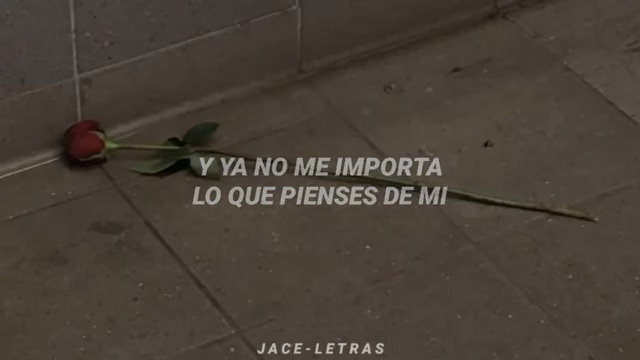 Y YA NO ME IMPORTA
LO QUE PIENSES DE MI
JACE-LETRAS